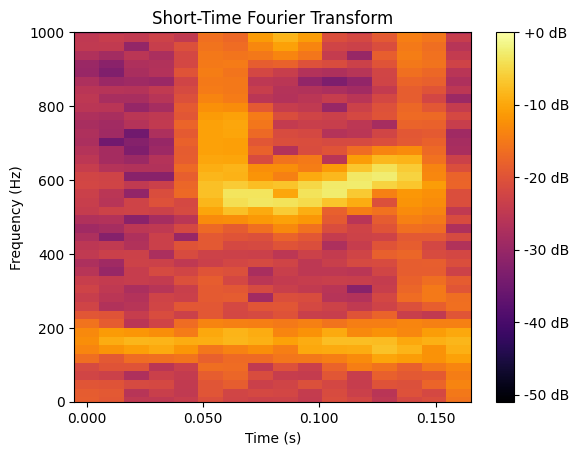 Short-Time Fourier Transform
1000
800
600
400
200
0
Frequency (Hz)
0.000
0.050
0.100
0.150
Time (s)
+0 dB
-10 dB
-20 dB
-30 dB
-40 dB
-50 dB